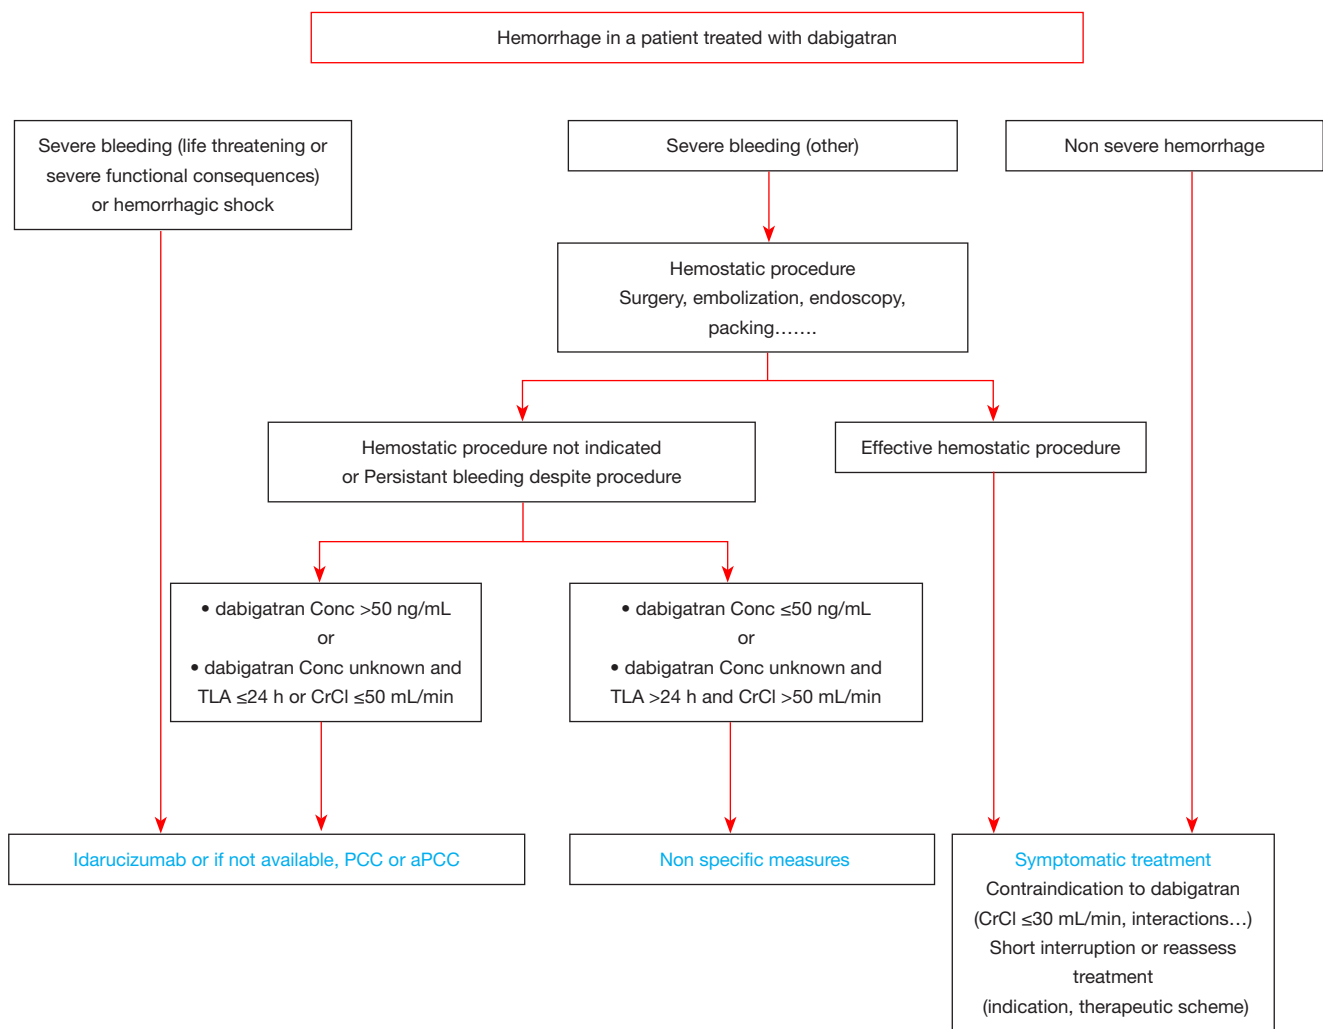 Hemorrhage in a patient treated with dabigatran
Severe bleeding (life threatening or
severe functional consequences)
or hemorrhagic shock
Severe bleeding (other)
Non severe hemorrhage
Hemostatic procedure
Surgery, embolization, endoscopy,
packing.......
Hemostatic procedure not indicated
or Persistant bleeding despite procedure
Effective hemostatic procedure
• dabigatran Conc >50 ng/mL
or
• dabigatran Conc unknown and
TLA ≤24 h or CrCl ≤50 mL/min
• dabigatran Conc ≤50 ng/mL
or
• dabigatran Conc unknown and
TLA >24 h and CrCl >50 mL/min
Idarucizumab or if not available, PCC or aPCC
Non specific measures
Symptomatic treatment
Contraindication to dabigatran
(CrCl ≤30 mL/min, interactions...)
Short interruption or reassess
treatment
(indication, therapeutic scheme)